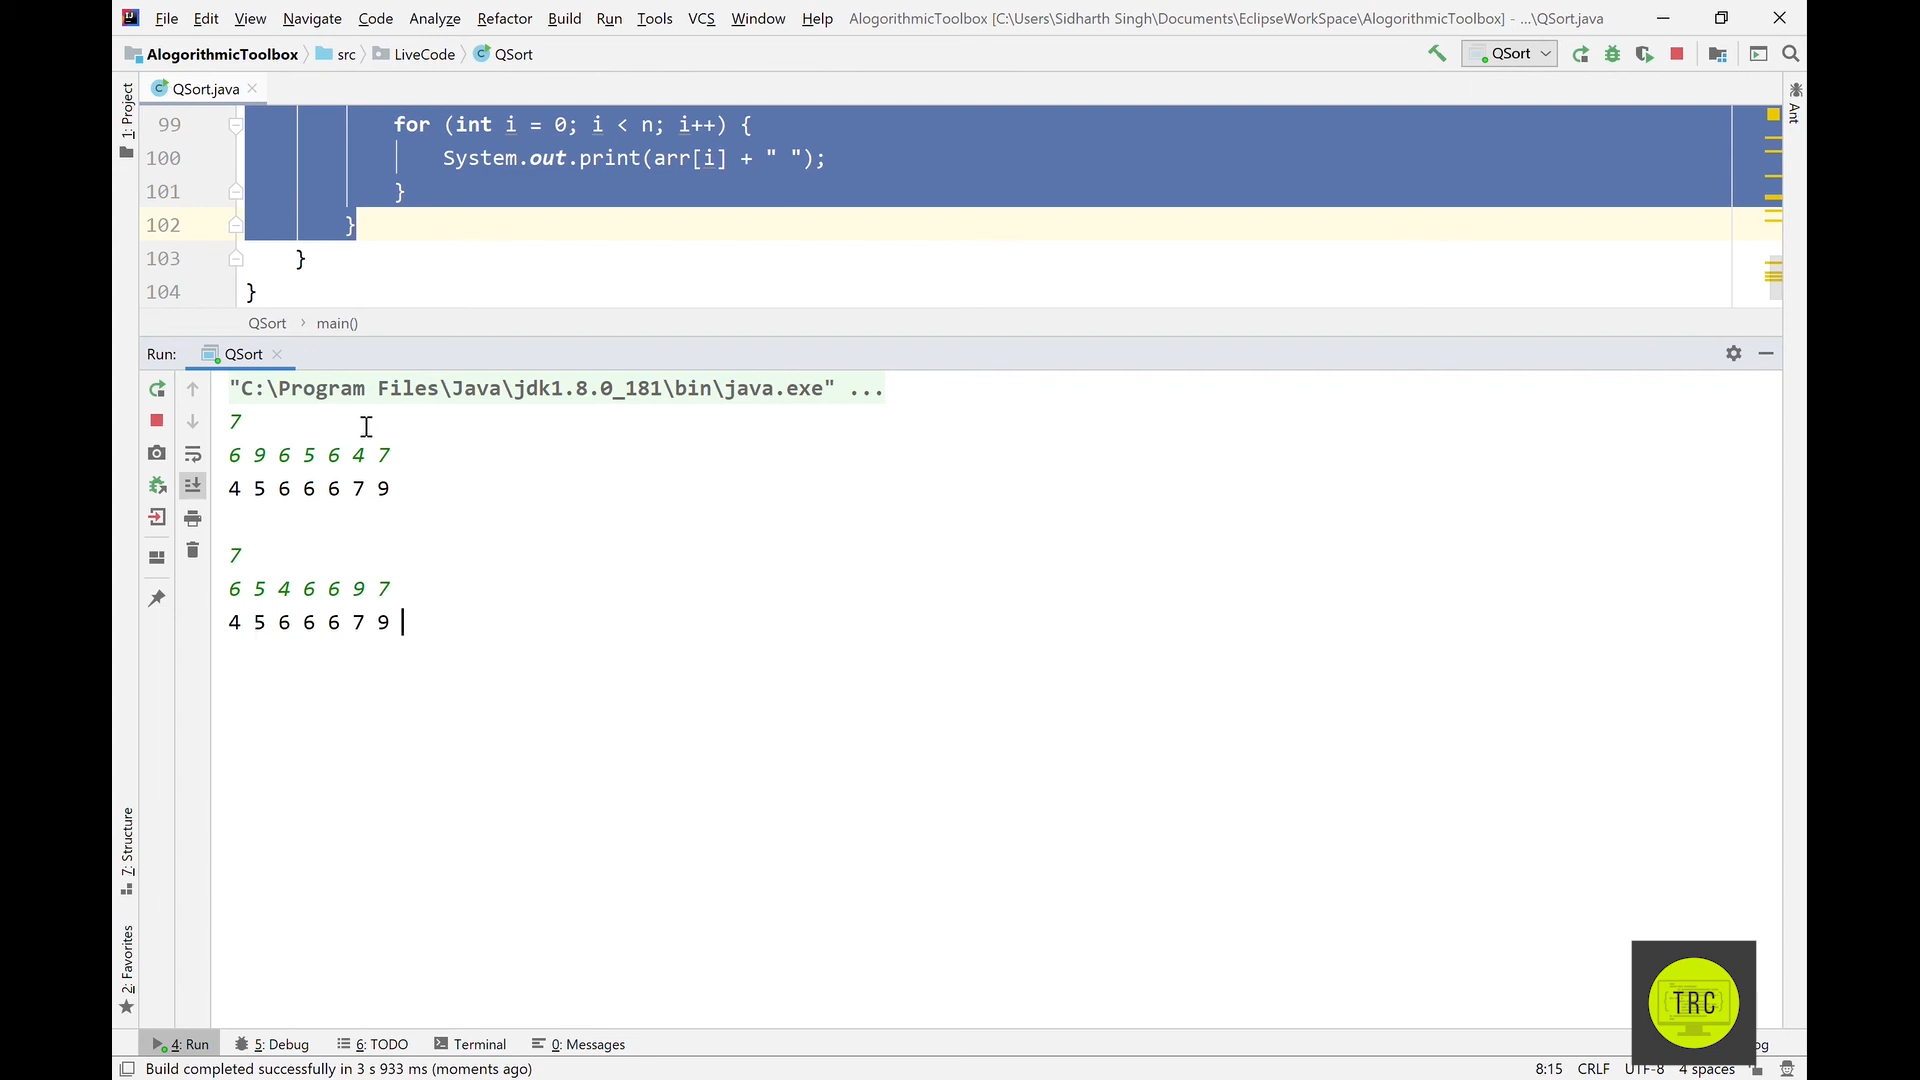 File Edit View Navigate Code Analyze Refactor Build Run Tools VCS Window Help AlogorithmicToolbox [C:\Users\Sidharth Singh\Documents\EclipseWorkSpace\AlogorithmicToolbox] - ...\QSort.java
AlogorithmicToolbox src LiveCode QSort QSort
1: Project
Ant
QSort.java
99 for (int i = 0; i < n; i++) {
100 System.out.print(arr[i] + " ");
101 }
102 }
103 }
104 }
QSort › main()
Run: QSort
"C:\Program Files\Java\jdk1.8.0_181\bin\java.exe" ...
7
6 9 6 5 6 4 7
4 5 6 6 6 7 9
7
6 5 4 6 6 9 7
4 5 6 6 6 7 9
7: Structure
2: Favorites
TRC
4: Run 5: Debug 6: TODO Terminal 0: Messages
Build completed successfully in 3 s 933 ms (moments ago) 8:15 CRLF UTF-8 4 spaces